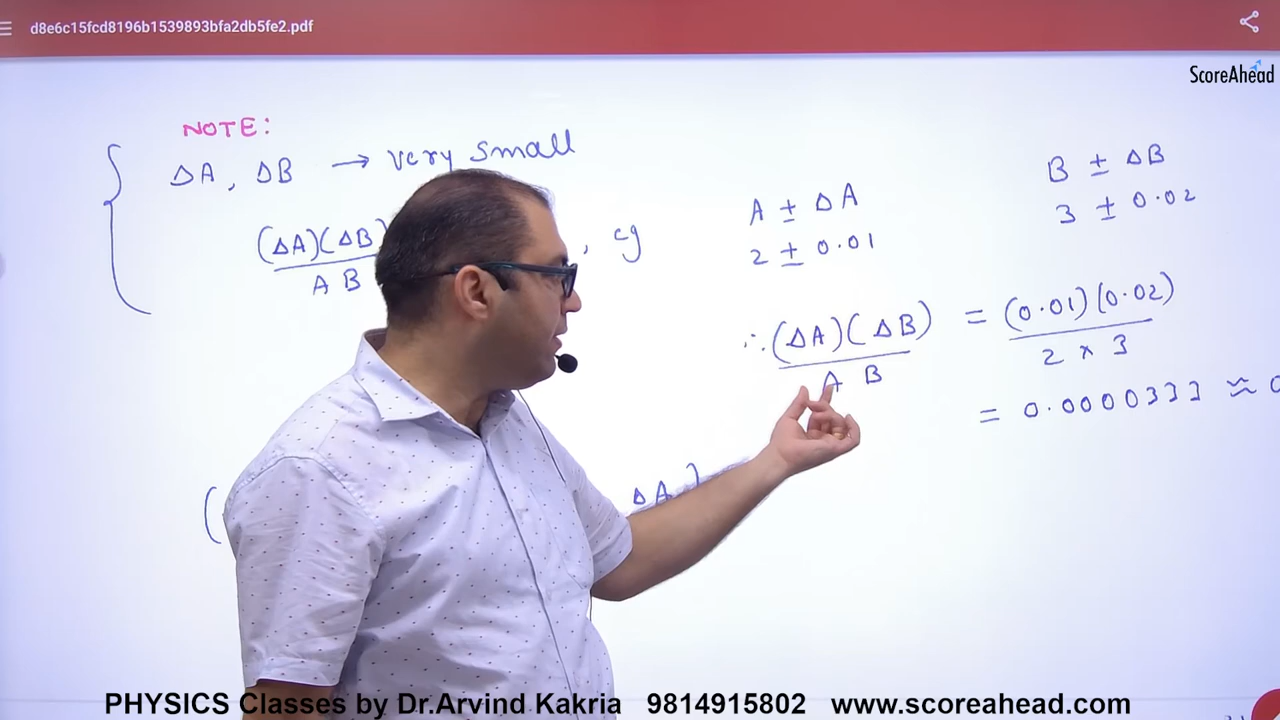 d8e6c15fcd8196b1539893bfa2db5fe2.pdf
ScoreAhead
NOTE:
ΔA, ΔB → very small
(ΔA)(ΔB)
A B
, eg
A ± ΔA
2 ± 0.01
B ± ΔB
3 ± 0.02
∴ (ΔA)(ΔB) = (0.01)(0.02)
A B 2 × 3
= 0.0000333 ≈ 0
(
ΔA)
PHYSICS Classes by Dr.Arvind Kakria 9814915802 www.scoreahead.com